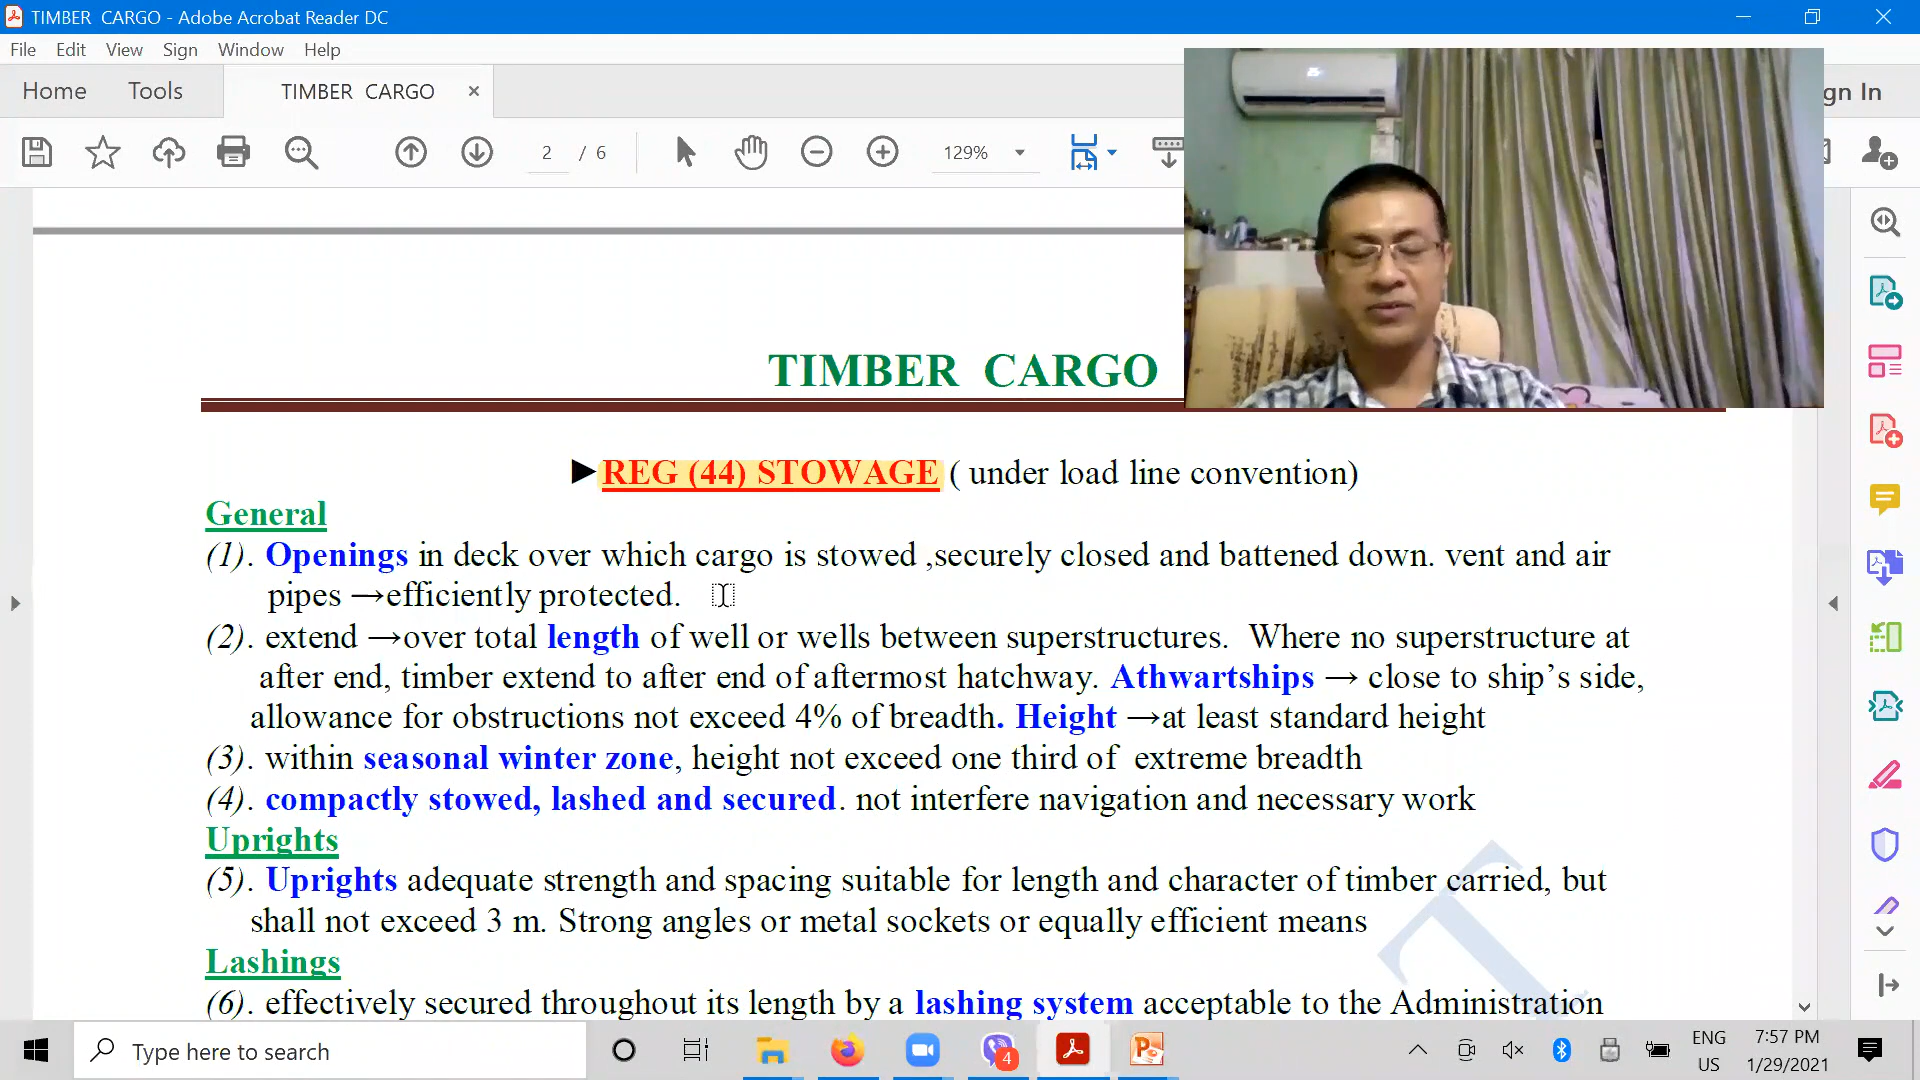 TIMBER  CARGO - Adobe Acrobat Reader DC
File Edit View Sign Window Help
Home Tools TIMBER  CARGO × gn In
2 / 6 129%
TIMBER  CARGO
►REG (44) STOWAGE ( under load line convention)
General
(1). Openings in deck over which cargo is stowed ,securely closed and battened down. vent and air
pipes →efficiently protected.
(2). extend →over total length of well or wells between superstructures.  Where no superstructure at
after end, timber extend to after end of aftermost hatchway. Athwartships → close to ship’s side,
allowance for obstructions not exceed 4% of breadth. Height →at least standard height
(3). within seasonal winter zone, height not exceed one third of  extreme breadth
(4). compactly stowed, lashed and secured. not interfere navigation and necessary work
Uprights
(5). Uprights adequate strength and spacing suitable for length and character of timber carried, but
shall not exceed 3 m. Strong angles or metal sockets or equally efficient means
Lashings
(6). effectively secured throughout its length by a lashing system acceptable to the Administration
T
Type here to search 4 ENG 7:57 PM
US 1/29/2021